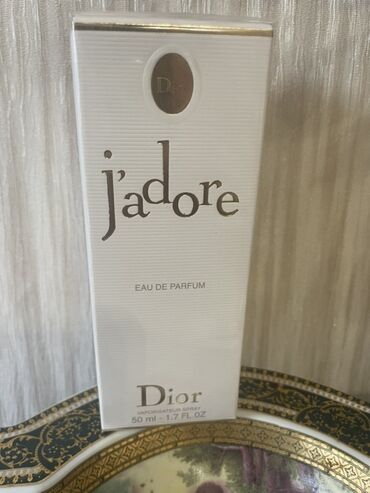 Dior
j'adore
EAU DE PARFUM
Dior
VAPORISATEUR-SPRAY
50 ml - 1.7 FL.OZ